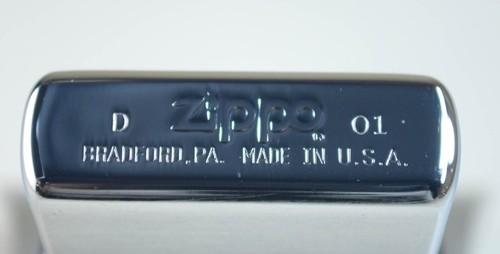 D Zippo ® 01
BRADFORD, PA. MADE IN U.S.A.